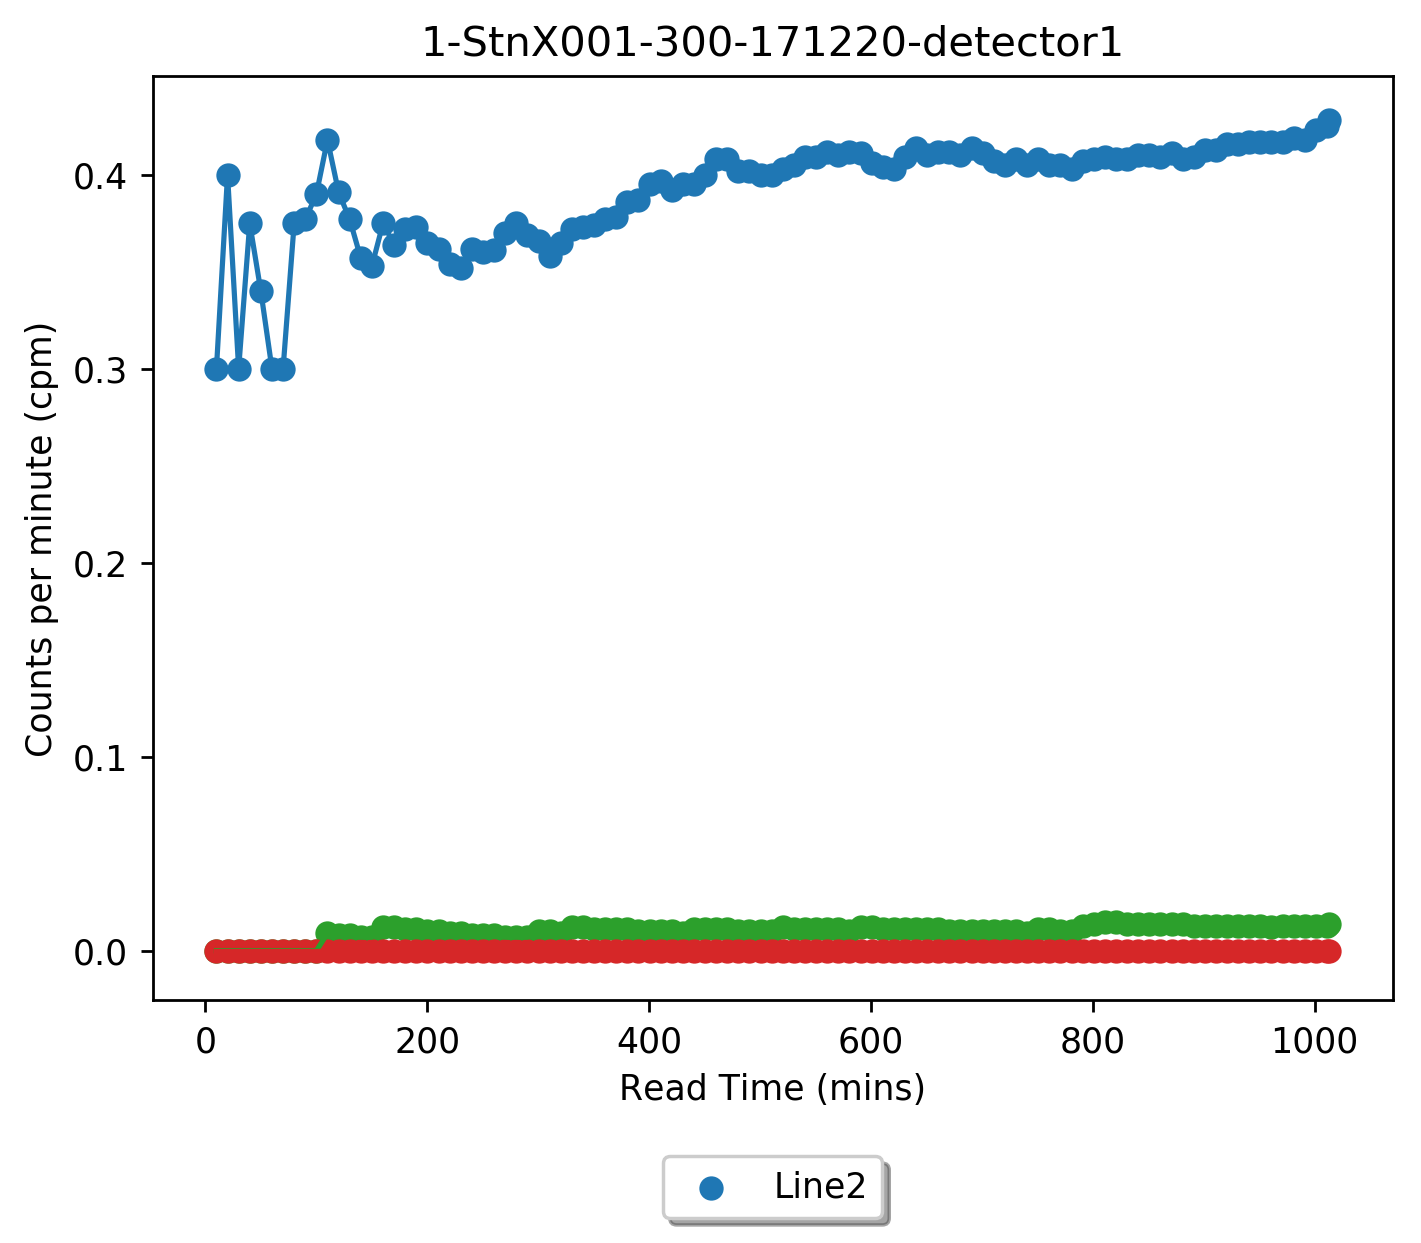 1-StnX001-300-171220-detector1
Counts per minute (cpm)
0.4
0.3
0.2
0.1
0.0
0 200 400 600 800 1000
Read Time (mins)
Line2